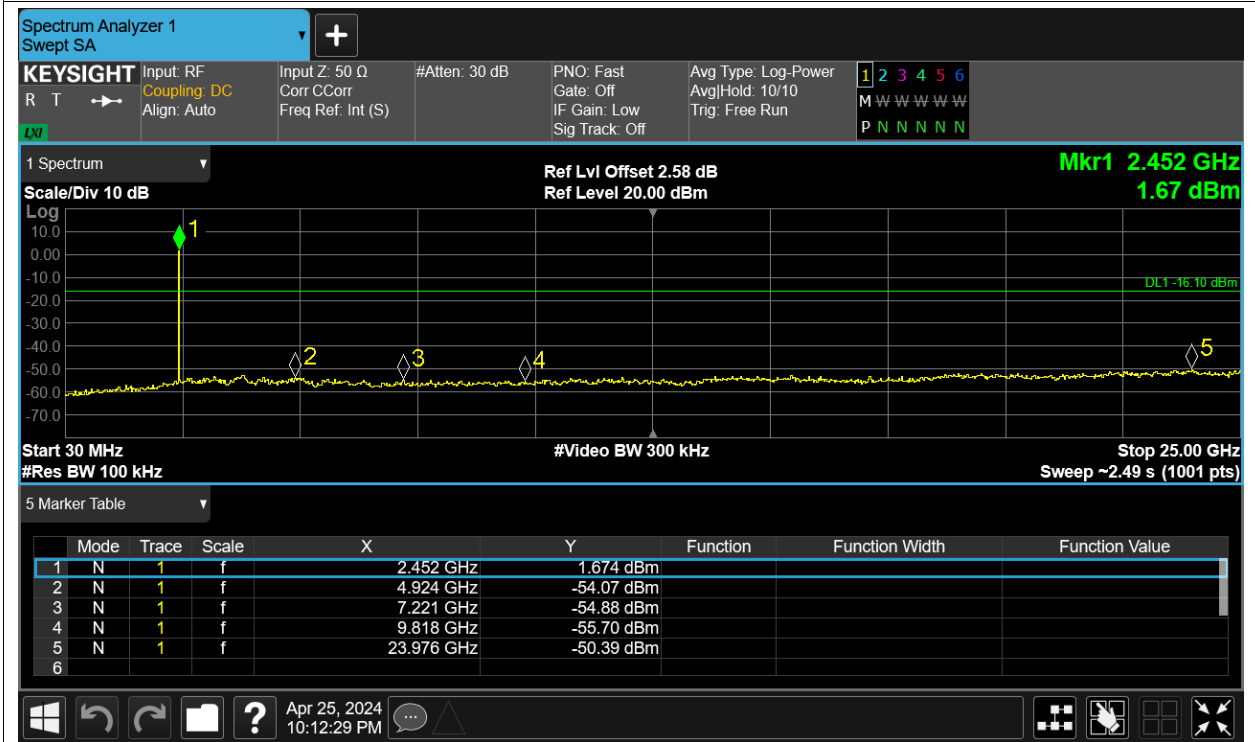 Spectrum Analyzer 1
Swept SA
+
KEYSIGHT
R T
LXI
Input: RF
Coupling: DC
Align: Auto
Input Z: 50 Ω
Corr CCorr
Freq Ref: Int (S)
#Atten: 30 dB
PNO: Fast
Gate: Off
IF Gain: Low
Sig Track: Off
Avg Type: Log-Power
Avg|Hold: 10/10
Trig: Free Run
1 2 3 4 5 6
M W W W W W
P N N N N N
1 Spectrum
Scale/Div 10 dB
Ref Lvl Offset 2.58 dB
Ref Level 20.00 dBm
Mkr1 2.452 GHz
1.67 dBm
Log
10.0
0.00
-10.0
-20.0
-30.0
-40.0
-50.0
-60.0
-70.0
1
2
3
4
5
DL1 -16.10 dBm
Start 30 MHz
#Video BW 300 kHz
Stop 25.00 GHz
#Res BW 100 kHz
Sweep ~2.49 s (1001 pts)
5 Marker Table
Mode Trace Scale X Y Function Function Width Function Value
1 N 1 f 2.452 GHz 1.674 dBm
2 N 1 f 4.924 GHz -54.07 dBm
3 N 1 f 7.221 GHz -54.88 dBm
4 N 1 f 9.818 GHz -55.70 dBm
5 N 1 f 23.976 GHz -50.39 dBm
6
?
Apr 25, 2024
10:12:29 PM